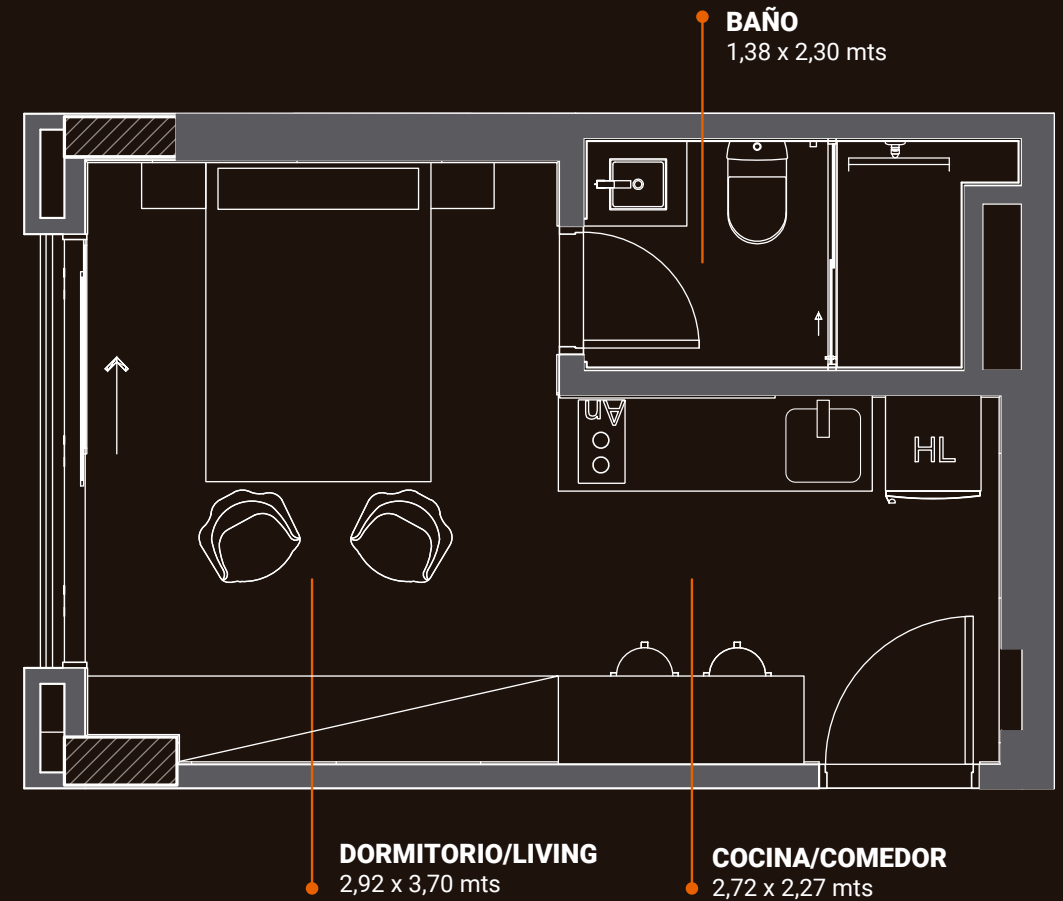 BAÑO
1,38 x 2,30 mts
An
HL
DORMITORIO/LIVING
2,92 x 3,70 mts
COCINA/COMEDOR
2,72 x 2,27 mts